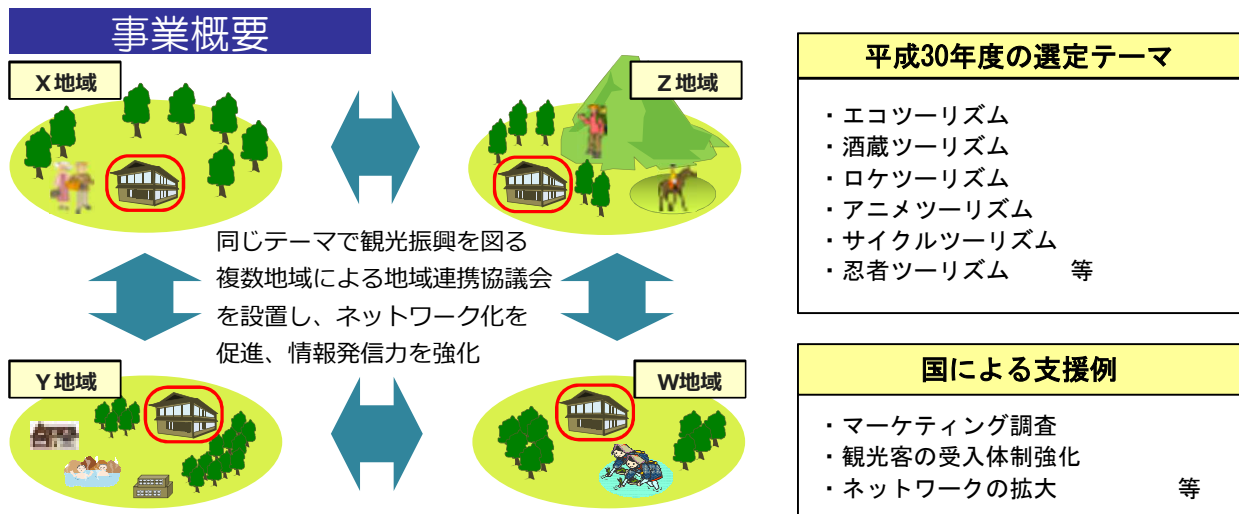 事業概要
X地域
Z地域
同じテーマで観光振興を図る
複数地域による地域連携協議会
を設置し、ネットワーク化を
促進、情報発信力を強化
Y地域
W地域
平成30年度の選定テーマ
・エコツーリズム
・酒蔵ツーリズム
・ロケツーリズム
・アニメツーリズム
・サイクルツーリズム
・忍者ツーリズム 等
国による支援例
・マーケティング調査
・観光客の受入体制強化
・ネットワークの拡大 等